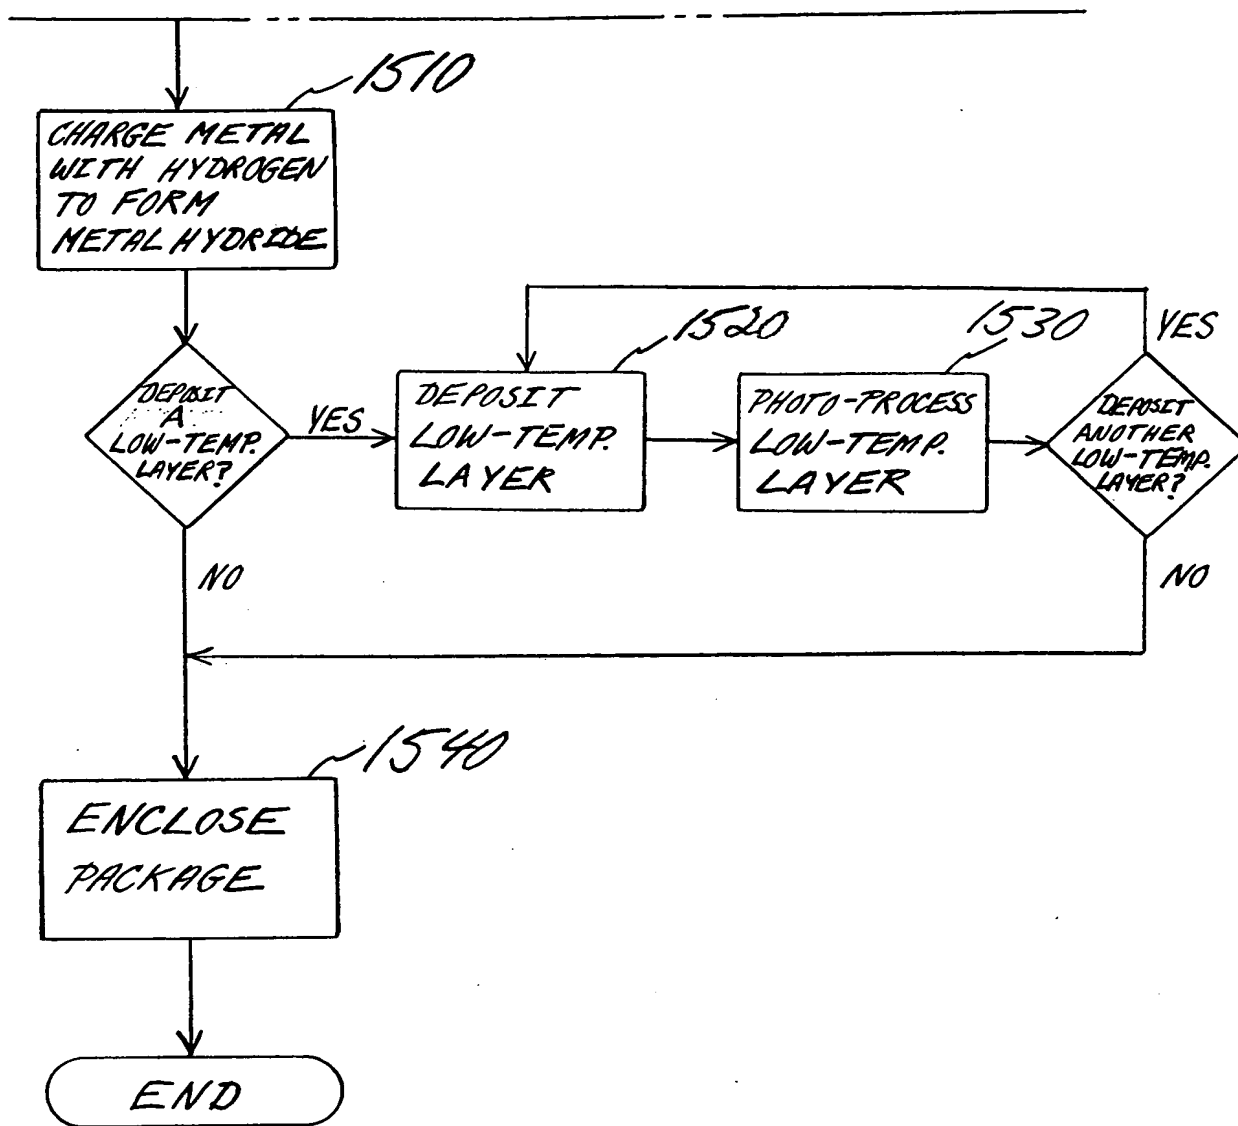 1510
CHARGE METAL
WITH HYDROGEN
TO FORM
METAL HYDRIDE
DEPOSIT
A
LOW-TEMP.
LAYER?
YES
1520
DEPOSIT
LOW-TEMP.
LAYER
1530
PHOTO-PROCESS
LOW-TEMP.
LAYER
YES
DEPOSIT
ANOTHER
LOW-TEMP.
LAYER?
NO
NO
1540
ENCLOSE
PACKAGE
END